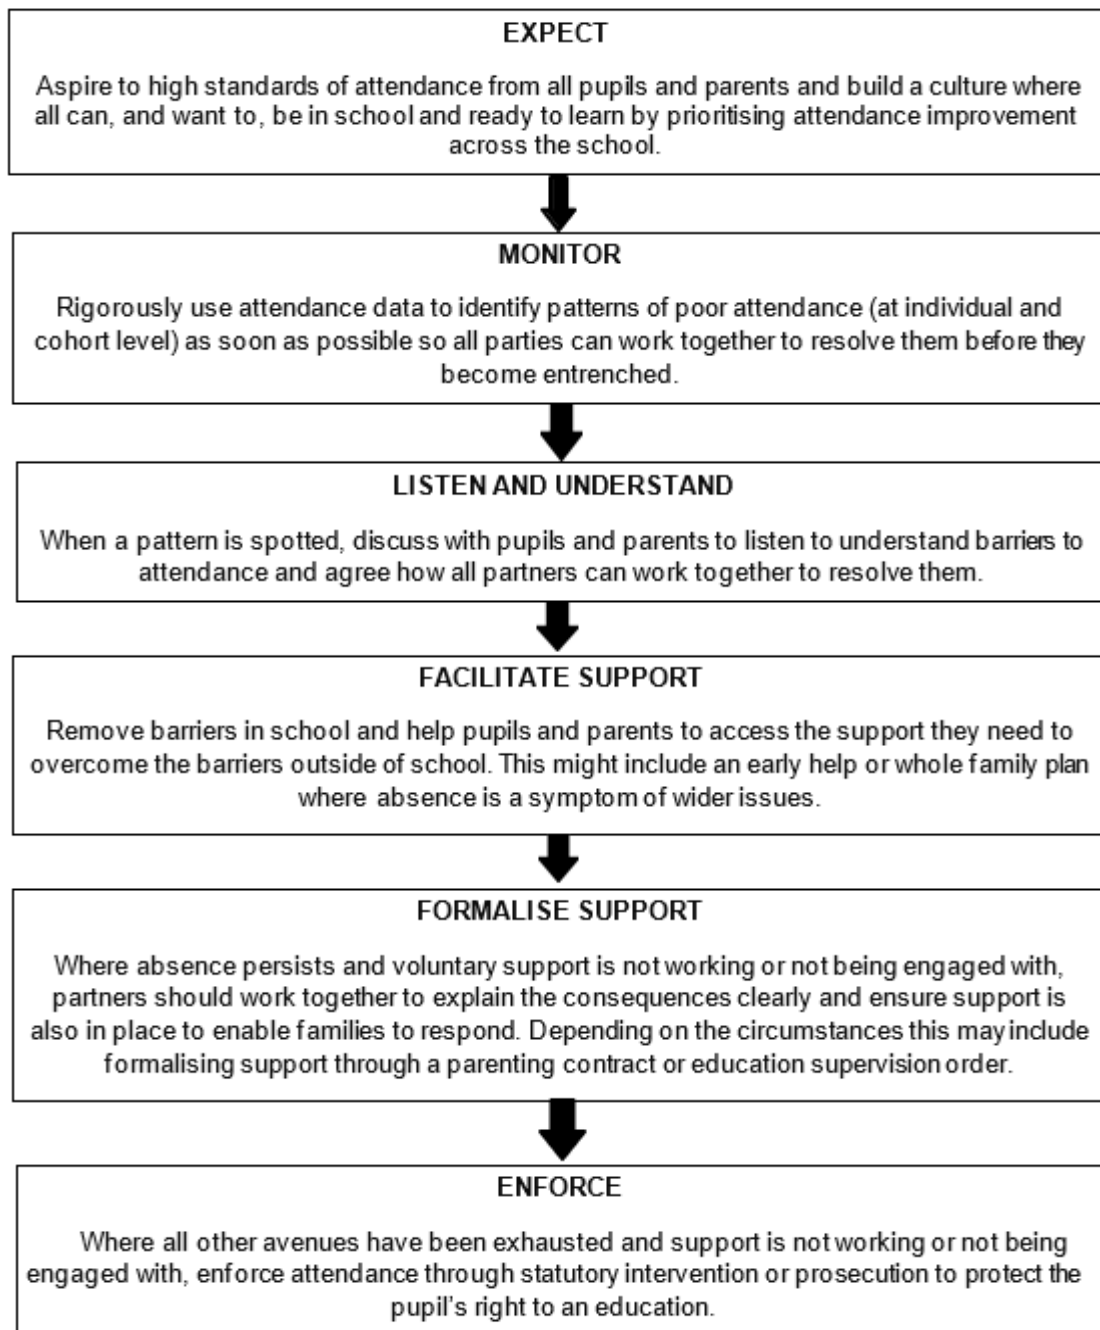 EXPECT
Aspire to high standards of attendance from all pupils and parents and build a culture where
all can, and want to, be in school and ready to learn by prioritising attendance improvement
across the school.
MONITOR
Rigorously use attendance data to identify patterns of poor attendance (at individual and
cohort level) as soon as possible so all parties can work together to resolve them before they
become entrenched.
LISTEN AND UNDERSTAND
When a pattern is spotted, discuss with pupils and parents to listen to understand barriers to
attendance and agree how all partners can work together to resolve them.
FACILITATE SUPPORT
Remove barriers in school and help pupils and parents to access the support they need to
overcome the barriers outside of school. This might include an early help or whole family plan
where absence is a symptom of wider issues.
FORMALISE SUPPORT
Where absence persists and voluntary support is not working or not being engaged with,
partners should work together to explain the consequences clearly and ensure support is
also in place to enable families to respond. Depending on the circumstances this may include
formalising support through a parenting contract or education supervision order.
ENFORCE
Where all other avenues have been exhausted and support is not working or not being
engaged with, enforce attendance through statutory intervention or prosecution to protect the
pupil's right to an education.